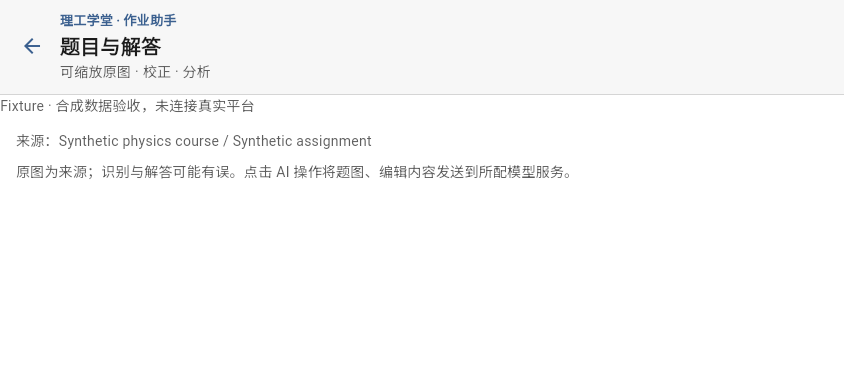 理工学堂 · 作业助手
题目与解答
可缩放原图 · 校正 · 分析
Fixture · 合成数据验收，未连接真实平台
来源：Synthetic physics course / Synthetic assignment
原图为来源；识别与解答可能有误。点击 AI 操作将题图、编辑内容发送到所配模型服务。